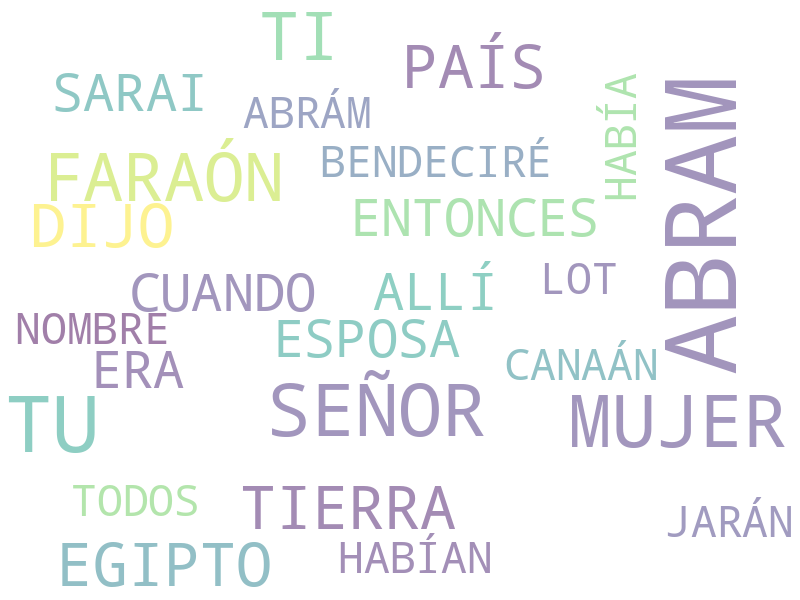 TI
PAÍS
SARAI
ABRÁM
HABÍA
ABRAM
FARAÓN
BENDECIRÉ
DIJO
ENTONCES
CUANDO
ALLÍ
LOT
NOMBRE
ESPOSA
ERA
CANAÁN
TU
SEÑOR
MUJER
TODOS
TIERRA
JARÁN
EGIPTO
HABÍAN